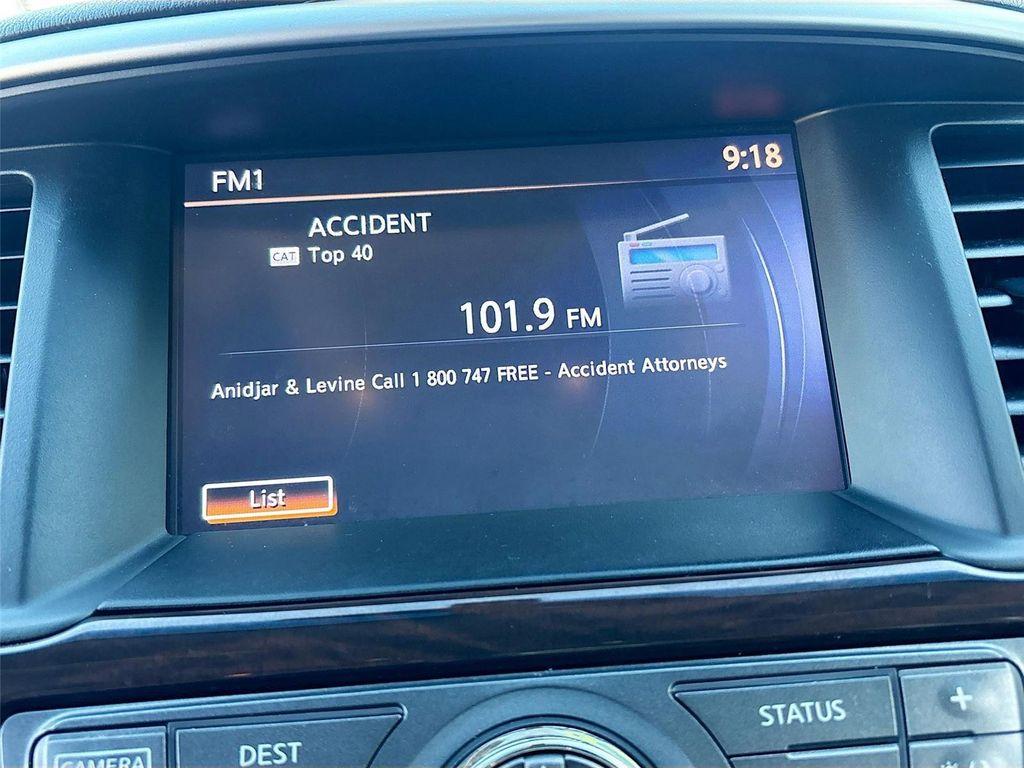 FM1 9:18
ACCIDENT
CAT Top 40
101.9 FM
Anidjar & Levine Call 1 800 747 FREE - Accident Attorneys
List
STATUS +
CAMERA DEST